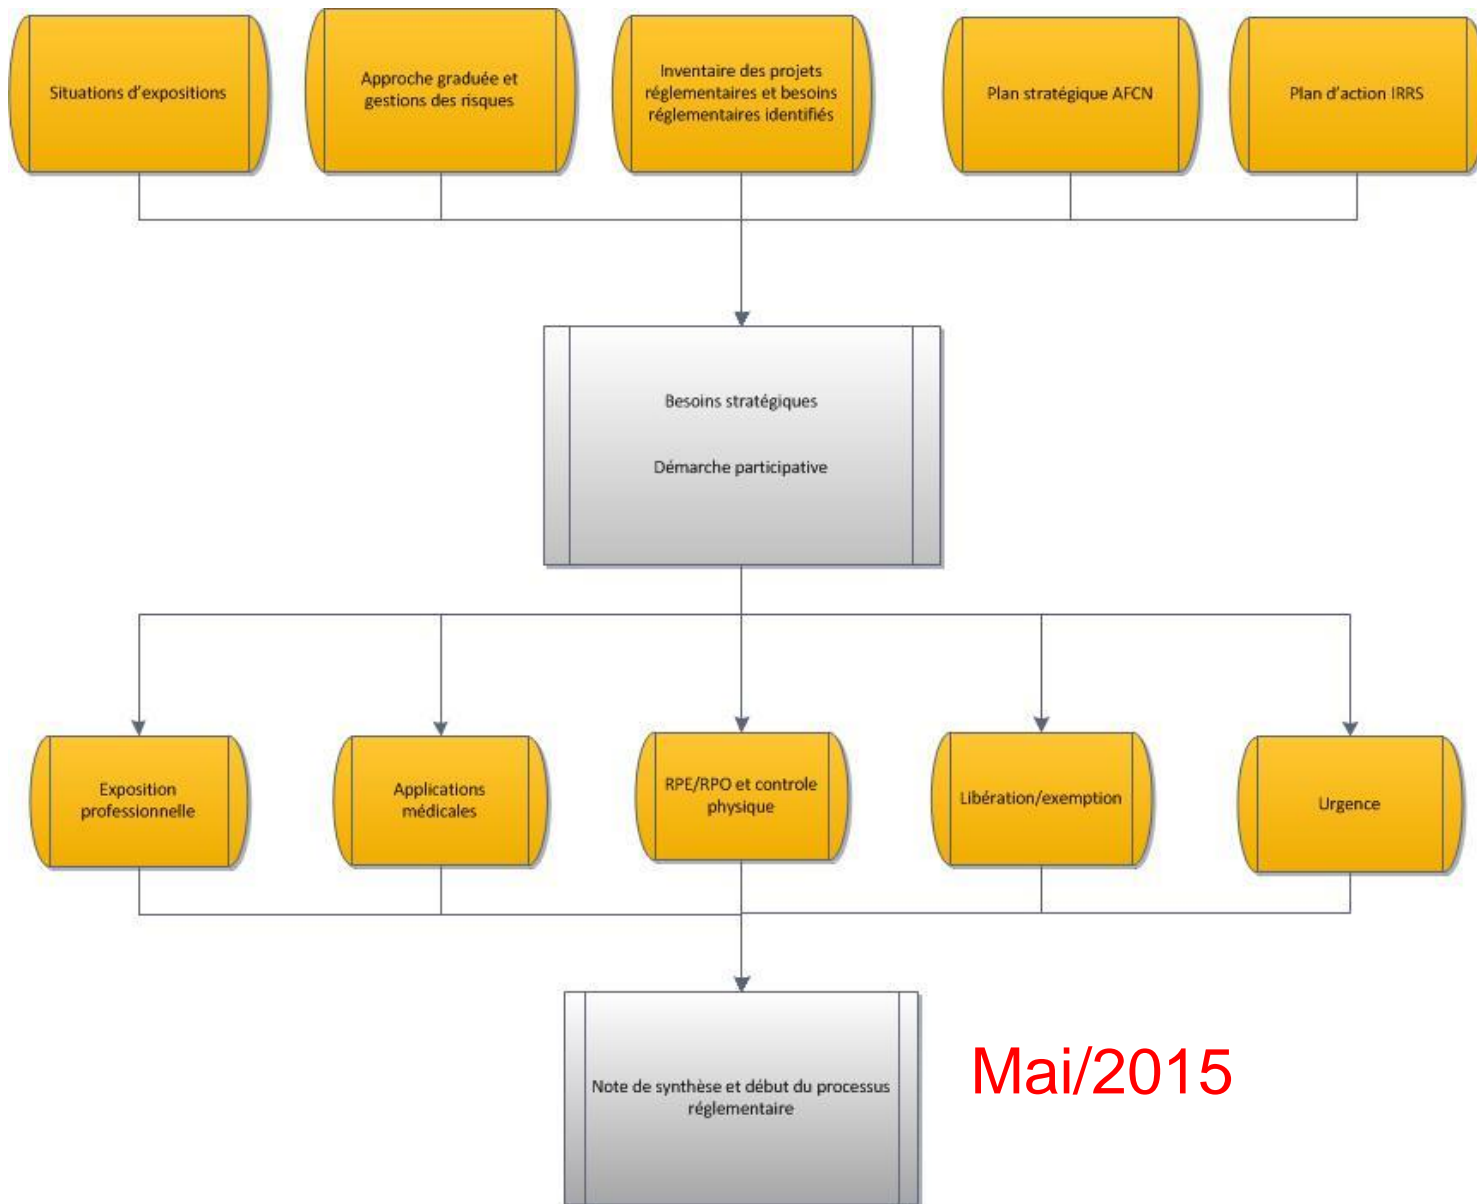 Situations d'expositions
Approche graduée et
gestions des risques
Inventaire des projets
réglementaires et besoins
réglementaires identifiés
Plan stratégique AFCN
Plan d'action IRRS
Besoins stratégiques
Démarche participative
Exposition
professionnelle
Applications
médicales
RPE/RPO et controle
physique
Libération/exemption
Urgence
Note de synthèse et début du processus
réglementaire
Mai/2015